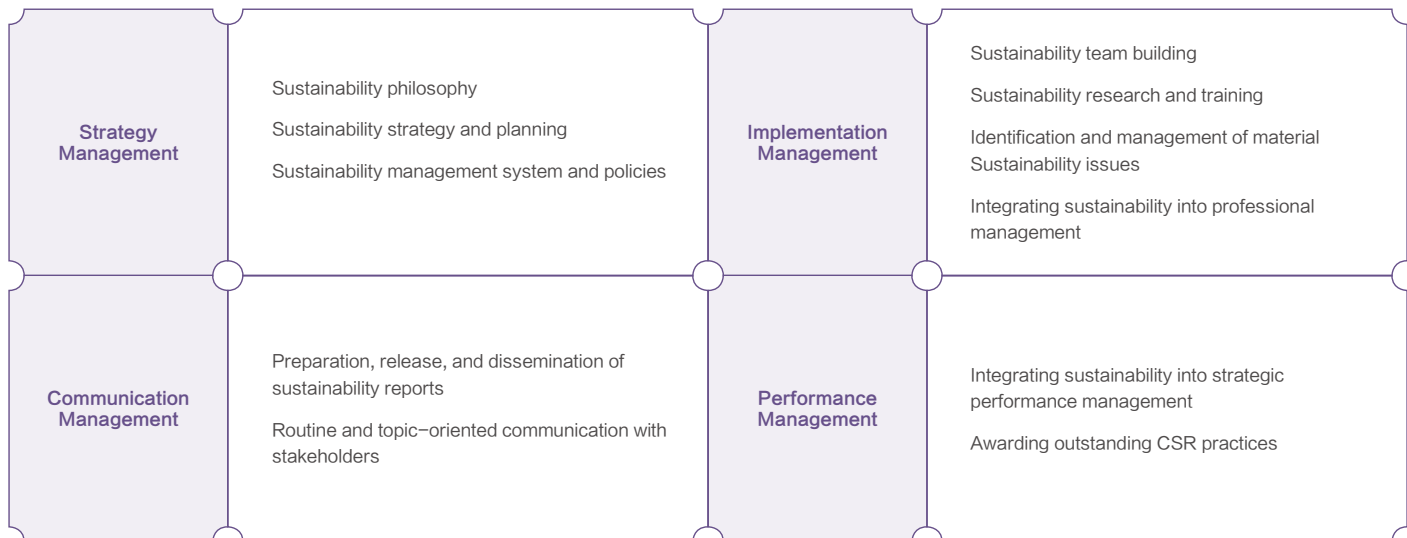 Strategy
Management
Sustainability philosophy
Sustainability strategy and planning
Sustainability management system and policies
Implementation
Management
Sustainability team building
Sustainability research and training
Identification and management of material
Sustainability issues
Integrating sustainability into professional
management
Communication
Management
Preparation, release, and dissemination of
sustainability reports
Routine and topic-oriented communication with
stakeholders
Performance
Management
Integrating sustainability into strategic
performance management
Awarding outstanding CSR practices